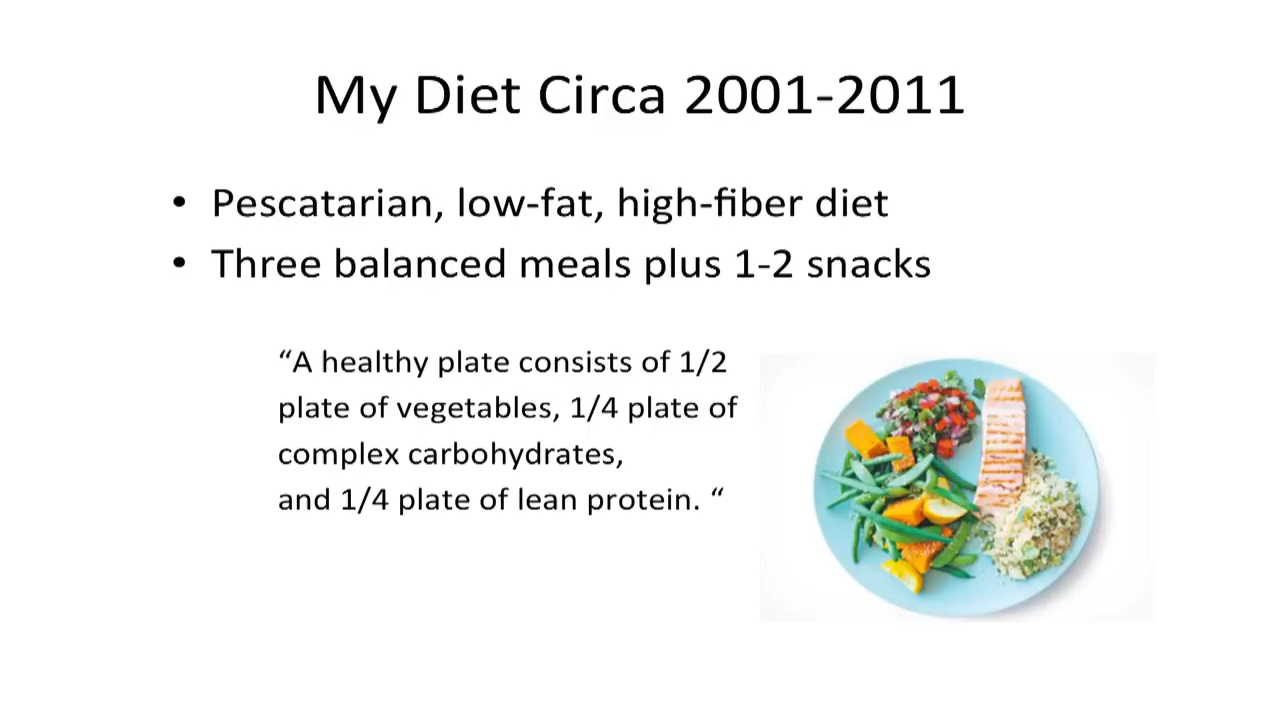 My Diet Circa 2001-2011
• Pescatarian, low-fat, high-fiber diet
• Three balanced meals plus 1-2 snacks
“A healthy plate consists of 1/2
plate of vegetables, 1/4 plate of
complex carbohydrates,
and 1/4 plate of lean protein. “